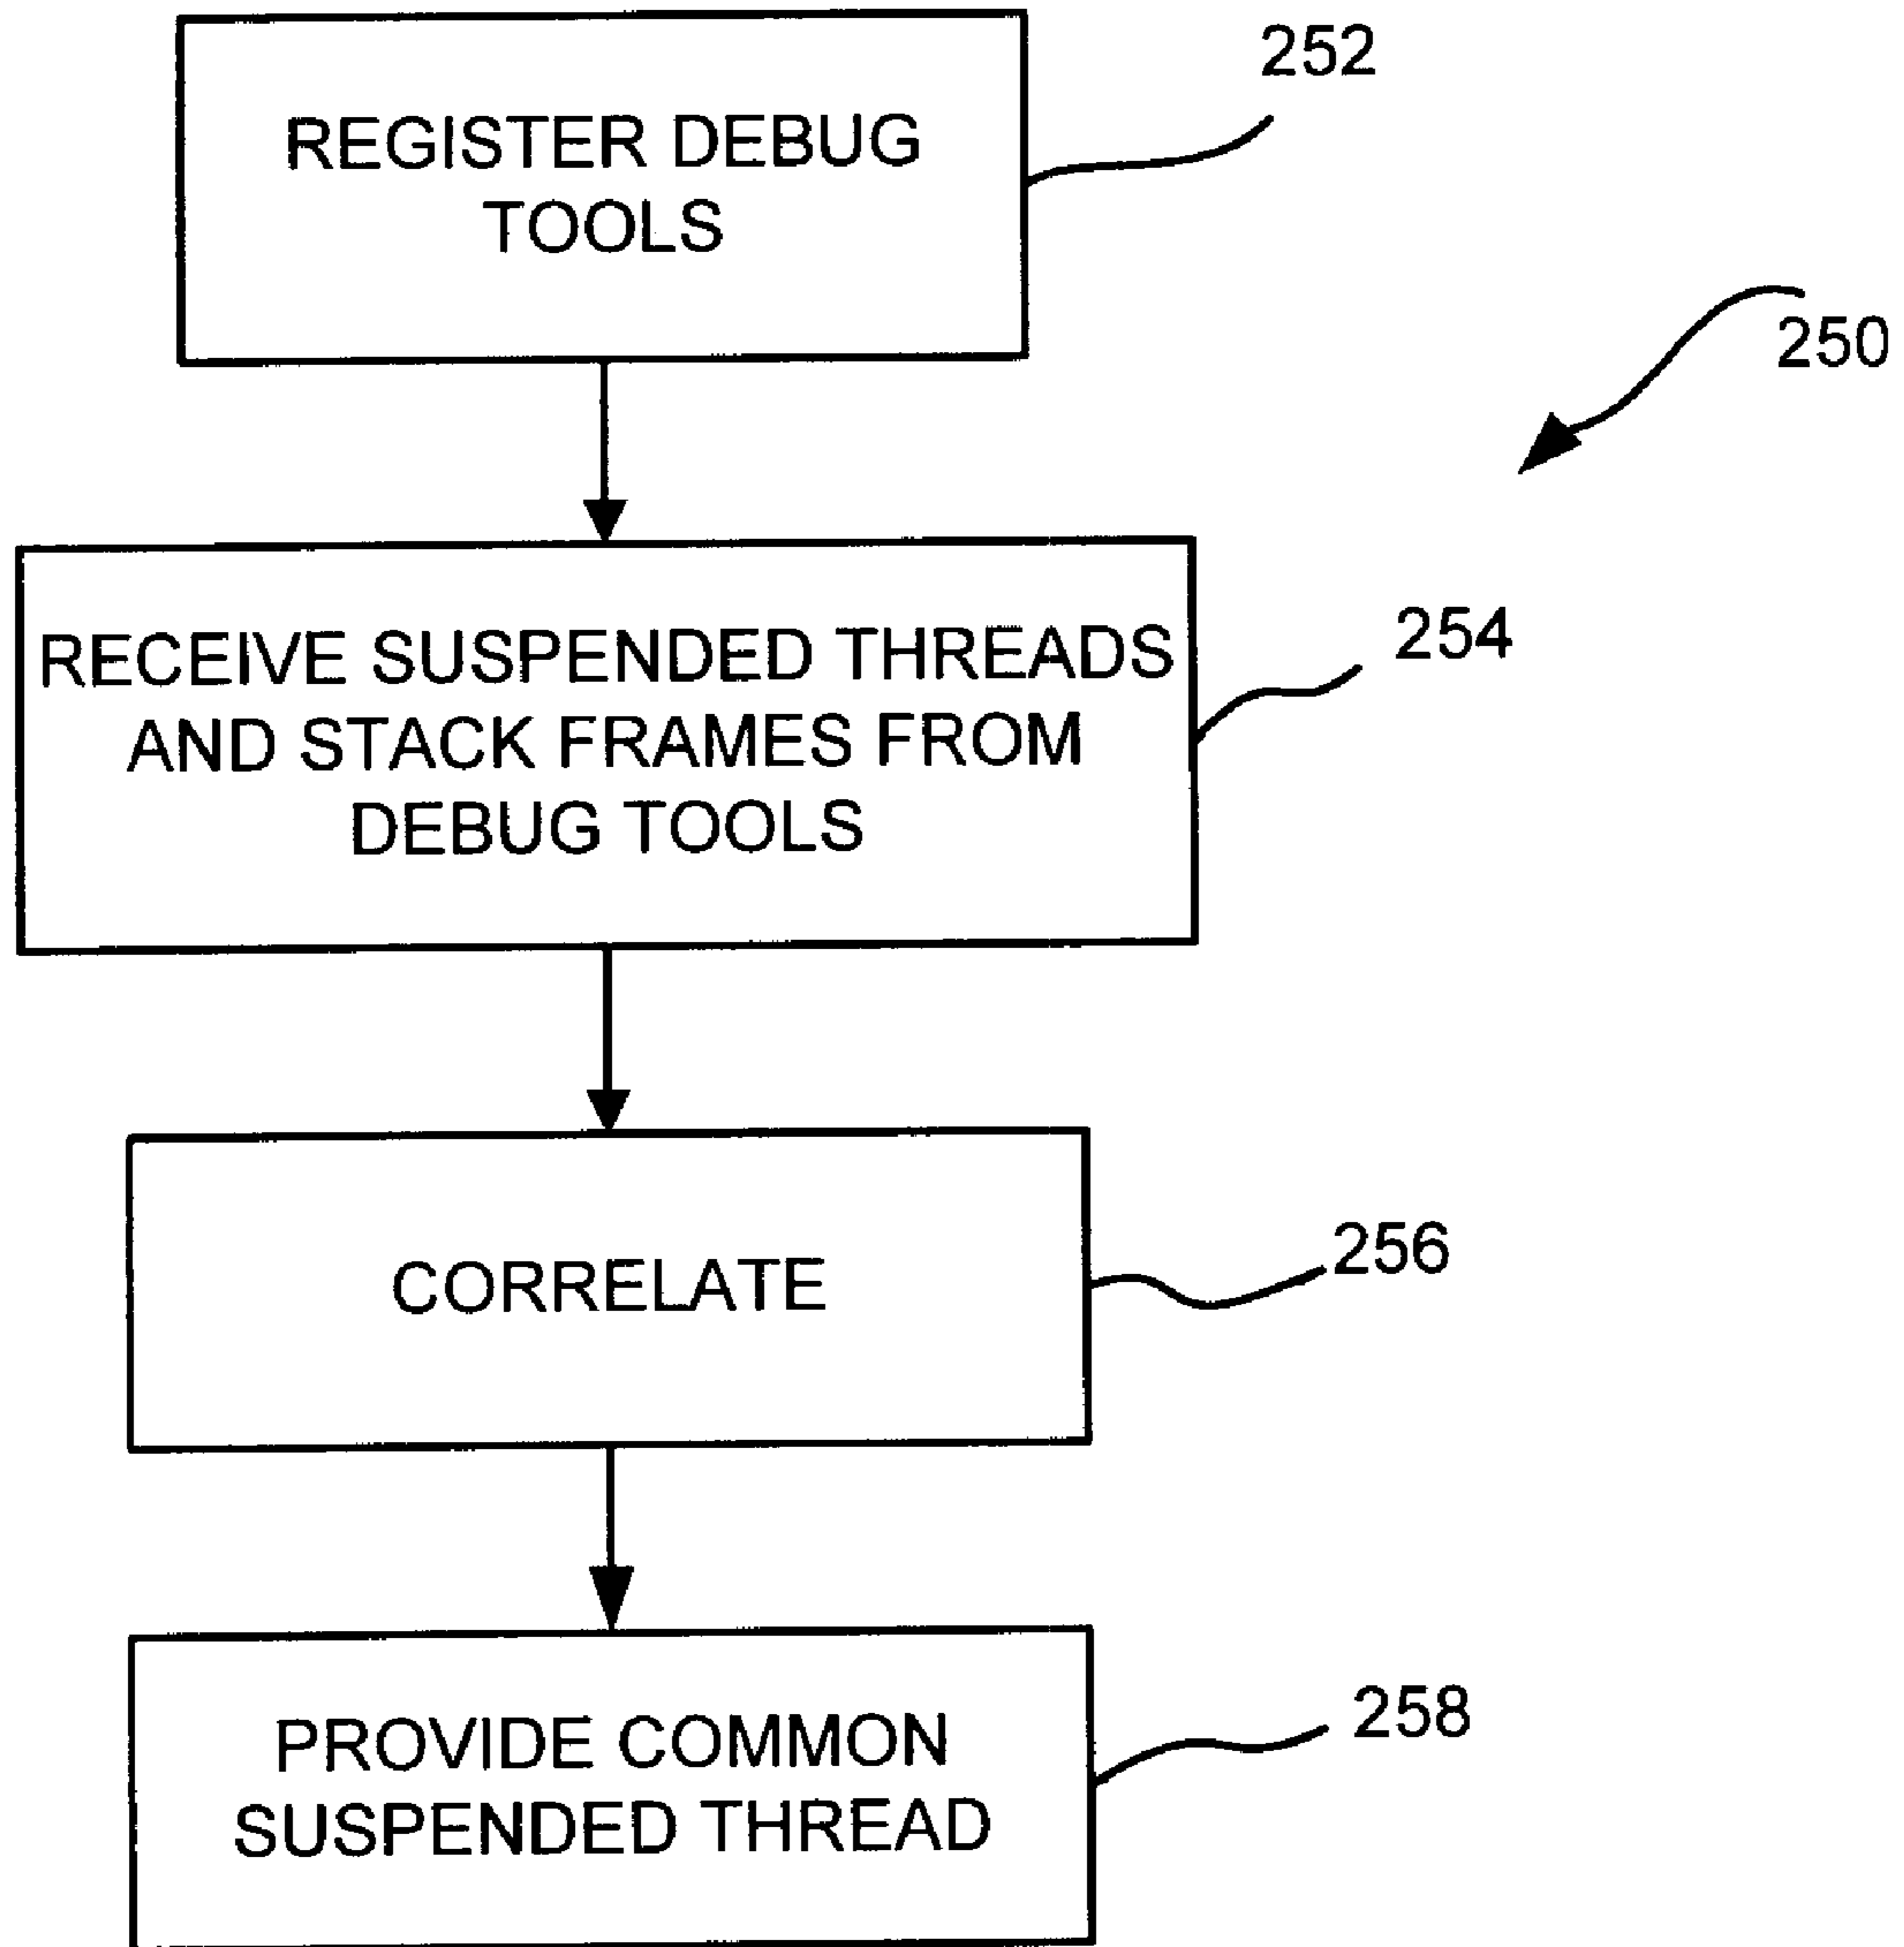 252
REGISTER DEBUG
TOOLS
250
RECEIVE SUSPENDED THREADS
AND STACK FRAMES FROM
DEBUG TOOLS
254
CORRELATE
256
PROVIDE COMMON
SUSPENDED THREAD
258